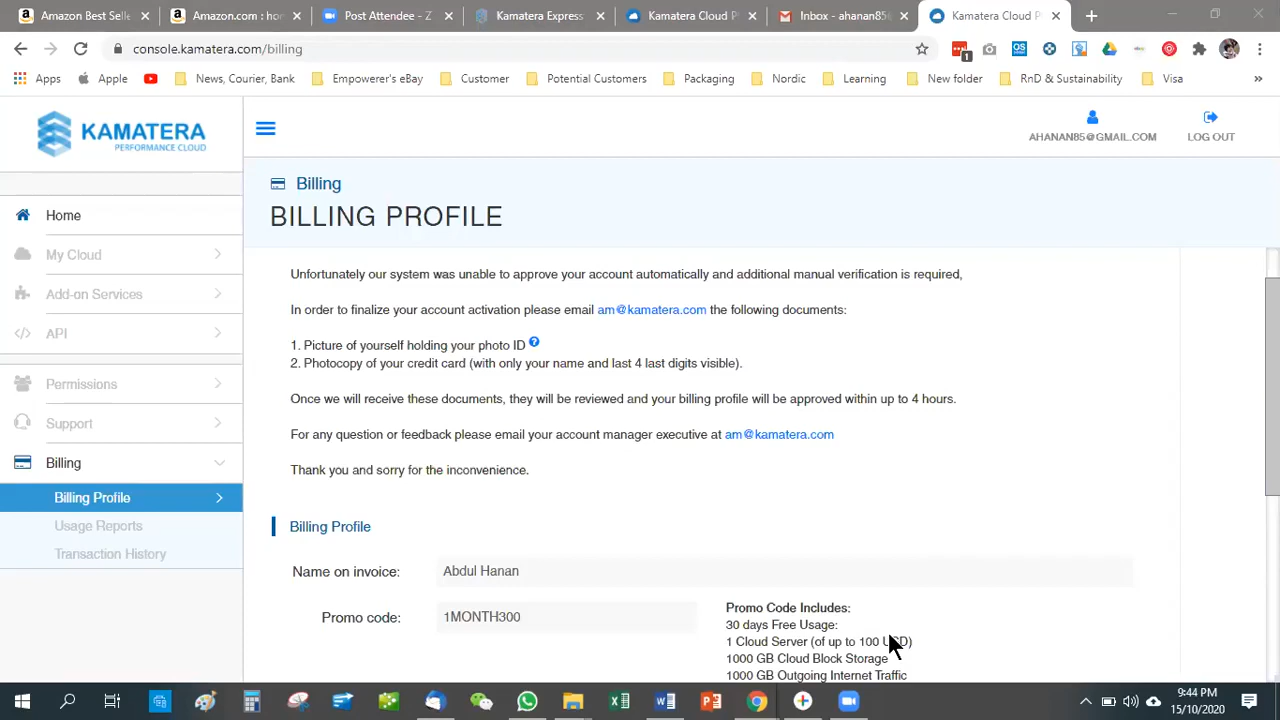 Amazon Best Selle
Amazon.com : hor
Post Attendee - Z
Kamatera Express
Kamatera Cloud P
Inbox - ahanan85
Kamatera Cloud P
console.kamatera.com/billing
1
Apps
Apple
News, Courier, Bank
Empowerer's eBay
Customer
Potential Customers
Packaging
Nordic
Learning
New folder
RnD & Sustainability
Visa
»
KAMATERA
PERFORMANCE CLOUD
AHANAN85@GMAIL.COM
LOG OUT
Home
My Cloud
Add-on Services
API
Permissions
Support
Billing
Billing Profile
Usage Reports
Transaction History
Billing
BILLING PROFILE
Unfortunately our system was unable to approve your account automatically and additional manual verification is required,
In order to finalize your account activation please email am@kamatera.com the following documents:
1. Picture of yourself holding your photo ID ?
2. Photocopy of your credit card (with only your name and last 4 last digits visible).
Once we will receive these documents, they will be reviewed and your billing profile will be approved within up to 4 hours.
For any question or feedback please email your account manager executive at am@kamatera.com
Thank you and sorry for the inconvenience.
Billing Profile
Name on invoice: Abdul Hanan
Promo code: 1MONTH300
Promo Code Includes:
30 days Free Usage:
1 Cloud Server (of up to 100 USD)
1000 GB Cloud Block Storage
1000 GB Outgoing Internet Traffic
9:44 PM
15/10/2020